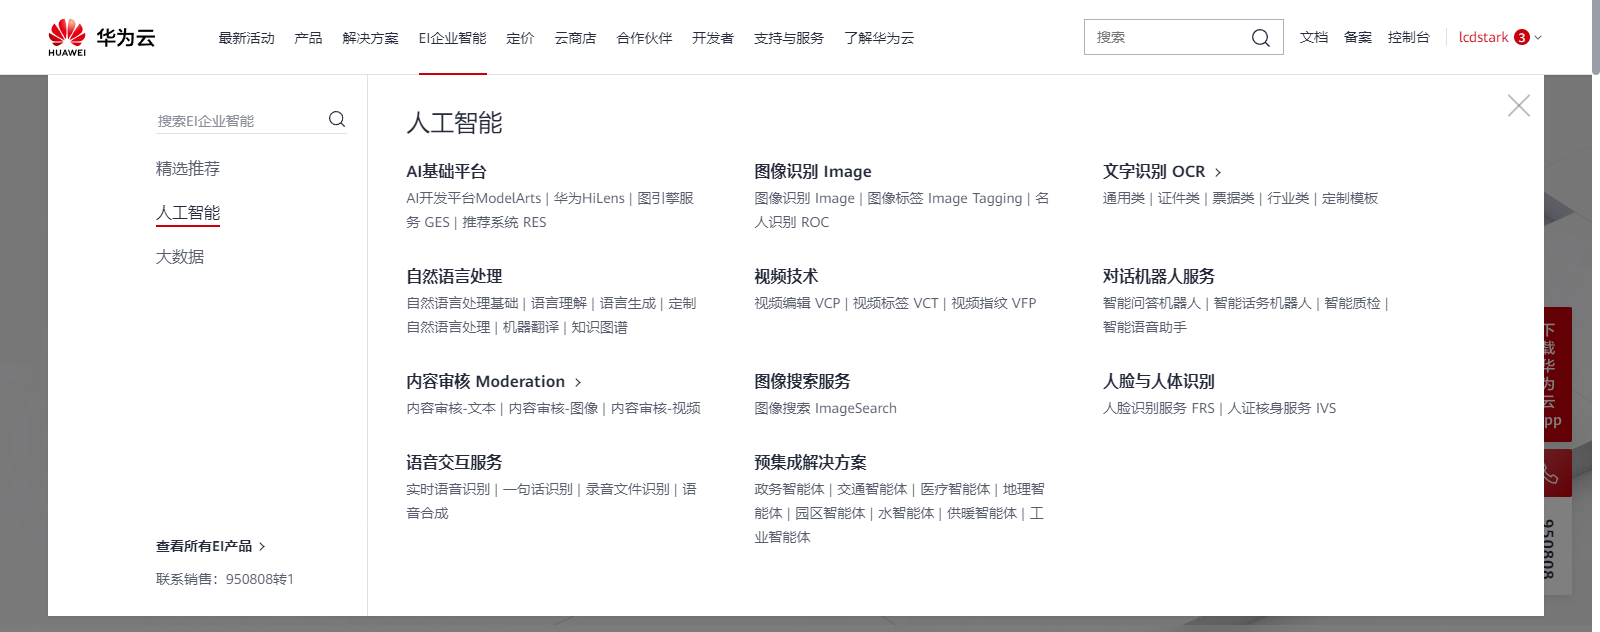 HUAWEI 华为云 最新活动 产品 解决方案 EI企业智能 定价 云商店 合作伙伴 开发者 支持与服务 了解华为云 搜索 文档 备案 控制台 lcdstark 3
搜索EI企业智能
精选推荐
人工智能
大数据
查看所有EI产品
联系销售：950808转1
人工智能
AI基础平台
AI开发平台ModelArts | 华为HiLens | 图引擎服
务 GES | 推荐系统 RES
图像识别 Image
图像识别 Image | 图像标签 Image Tagging | 名
人识别 ROC
文字识别 OCR
通用类 | 证件类 | 票据类 | 行业类 | 定制模板
自然语言处理
自然语言处理基础 | 语言理解 | 语言生成 | 定制
自然语言处理 | 机器翻译 | 知识图谱
视频技术
视频编辑 VCP | 视频标签 VCT | 视频指纹 VFP
对话机器人服务
智能问答机器人 | 智能话务机器人 | 智能质检 |
智能语音助手
内容审核 Moderation
内容审核-文本 | 内容审核-图像 | 内容审核-视频
图像搜索服务
图像搜索 ImageSearch
人脸与人体识别
人脸识别服务 FRS | 人证核身服务 IVS
语音交互服务
实时语音识别 | 一句话识别 | 录音文件识别 | 语
音合成
预集成解决方案
政务智能体 | 交通智能体 | 医疗智能体 | 地理智
能体 | 园区智能体 | 水智能体 | 供暖智能体 | 工
业智能体
下载华为云pp
950808